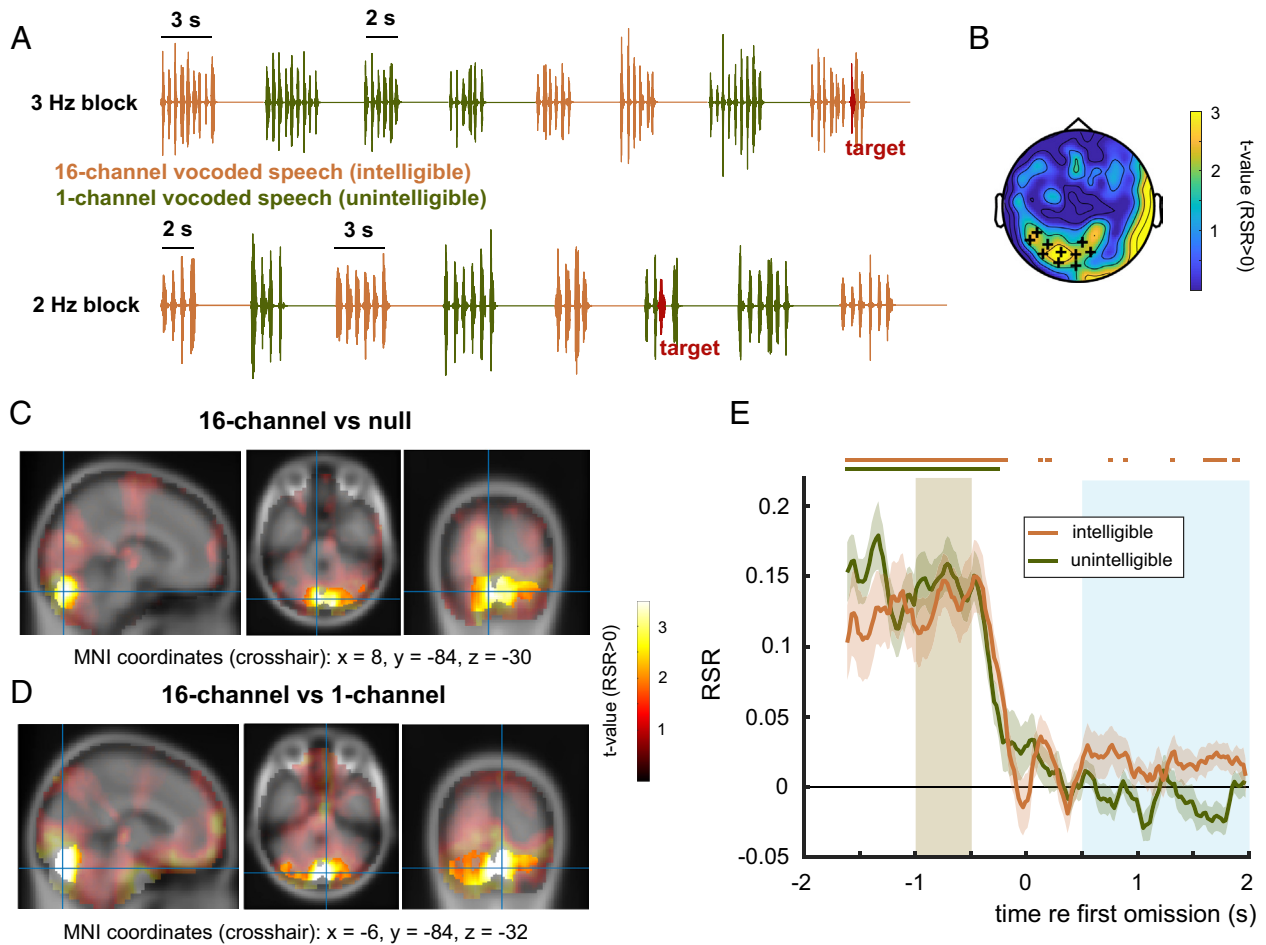 A
3 s
2 s
3 Hz block
target
16-channel vocoded speech (intelligible)
1-channel vocoded speech (unintelligible)
2 s
3 s
2 Hz block
target
B
3
2
1
t-value (RSR>0)
C
16-channel vs null
MNI coordinates (crosshair): x = 8, y = -84, z = -30
D
16-channel vs 1-channel
MNI coordinates (crosshair): x = -6, y = -84, z = -32
3
2
1
t-value (RSR>0)
E
intelligible
unintelligible
0.2
0.15
0.1
0.05
0
-0.05
RSR
-2
-1
0
1
2
time re first omission (s)